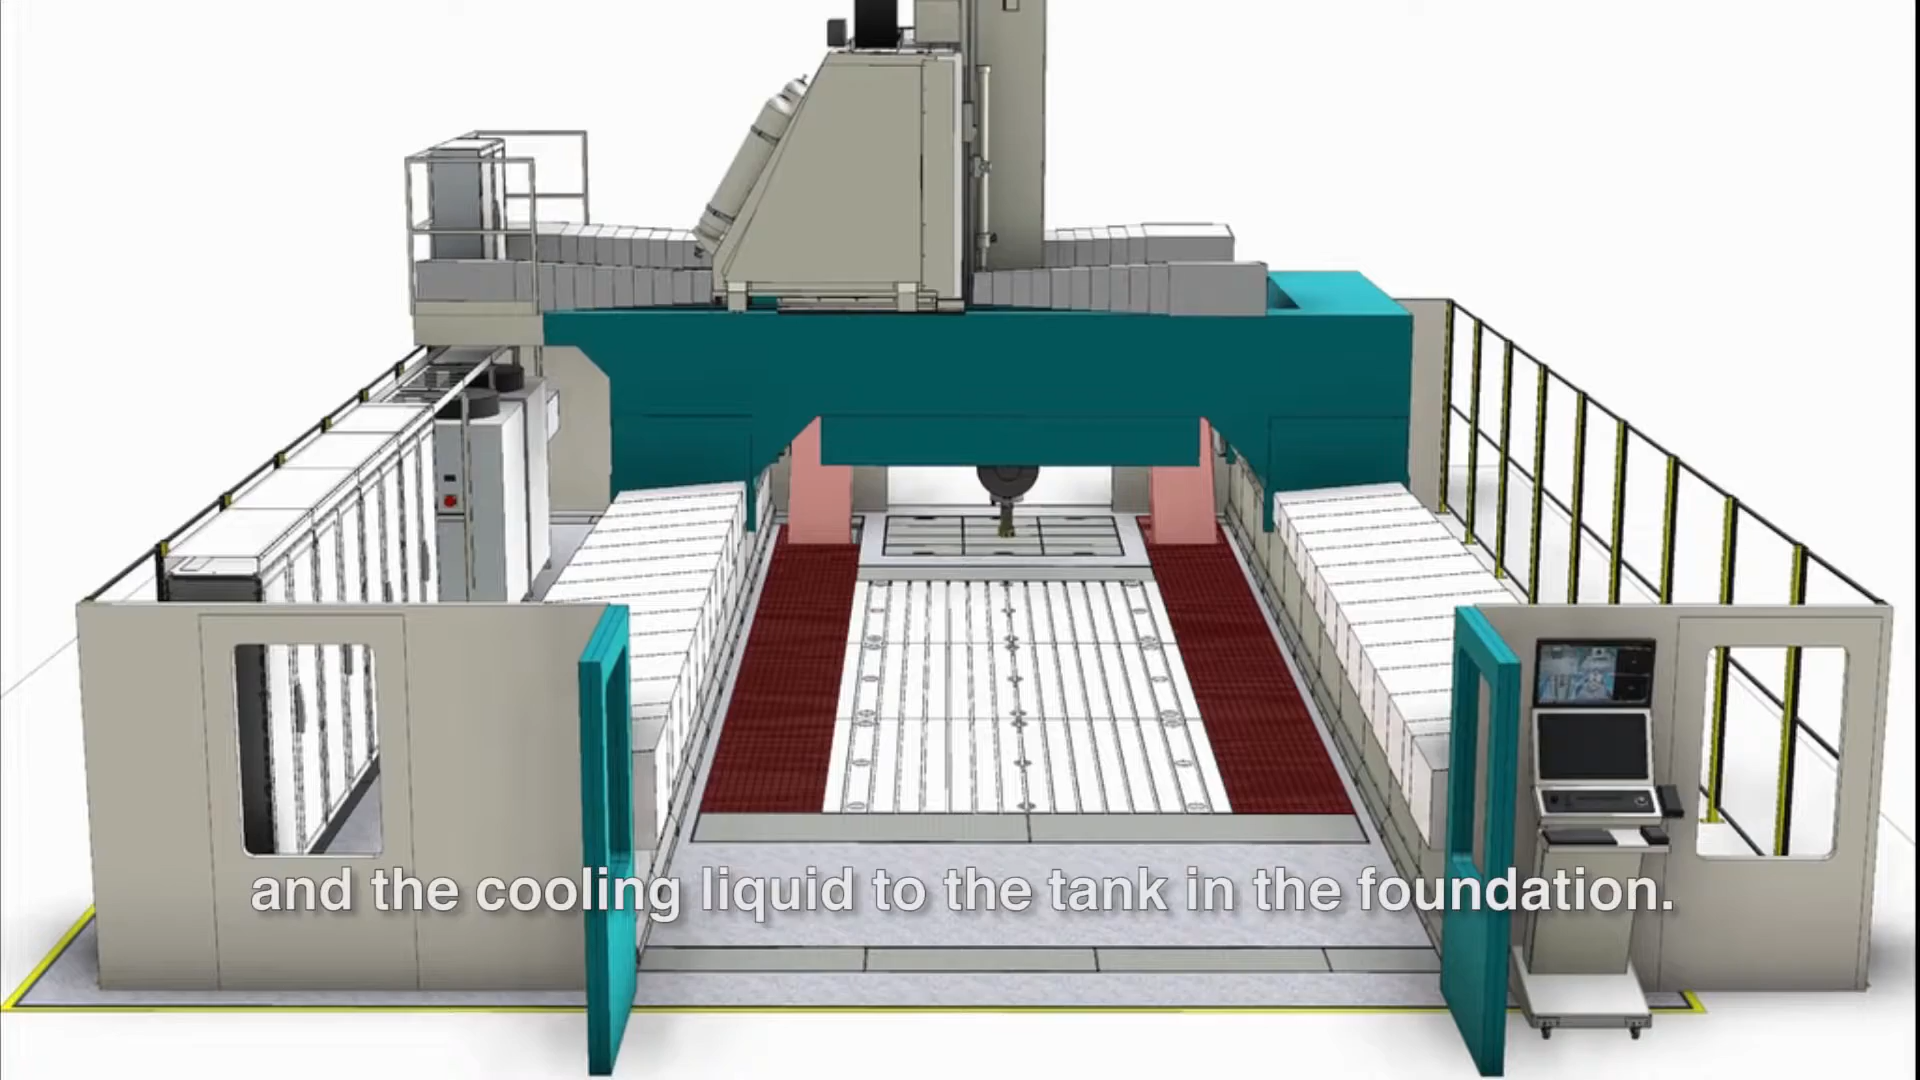 and the cooling liquid to the tank in the foundation.